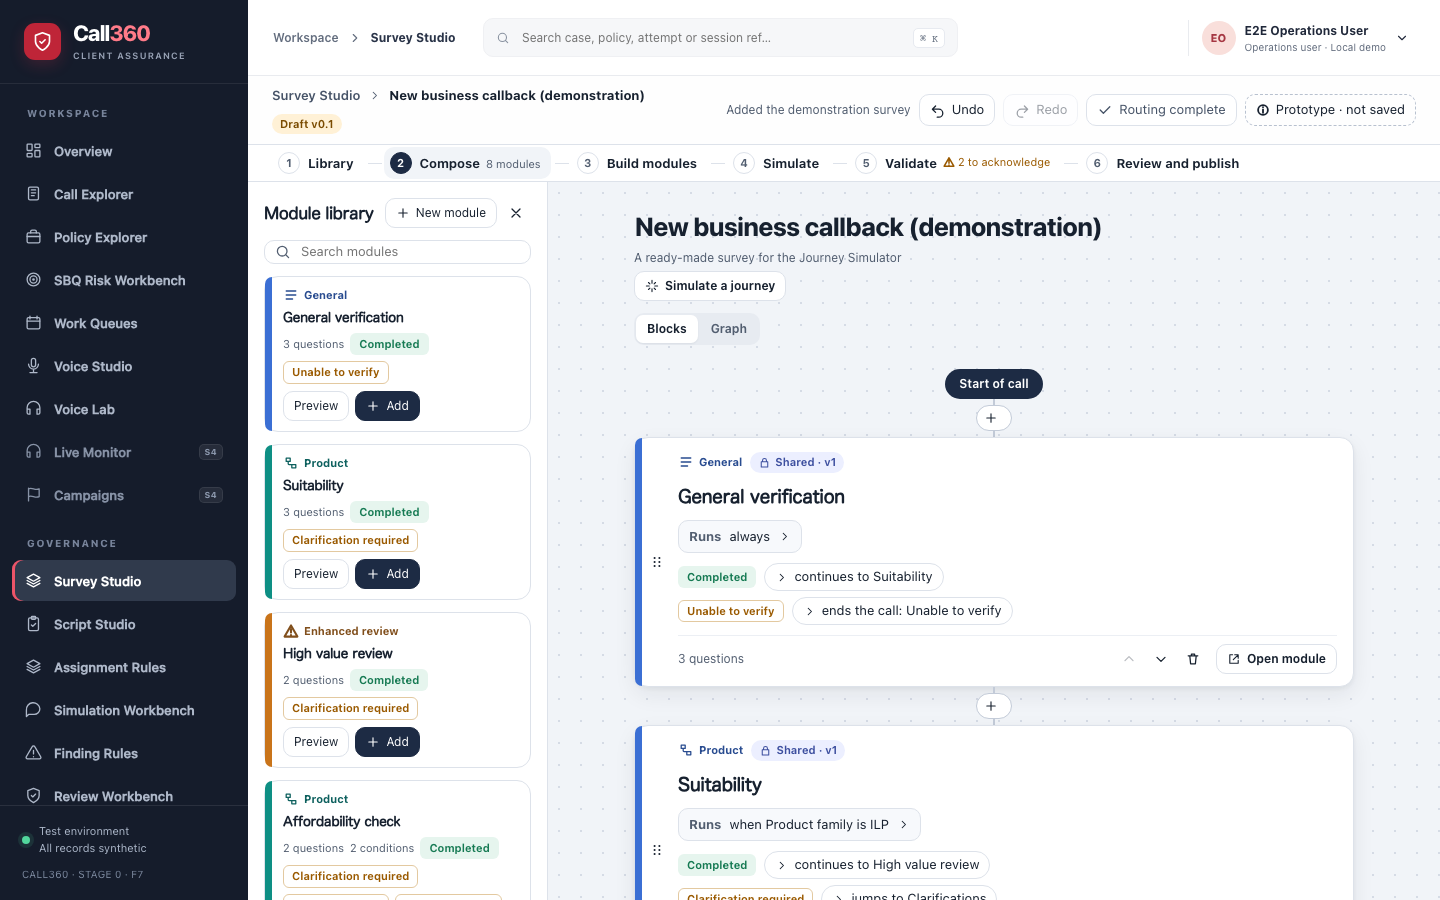 Call360
CLIENT ASSURANCE
WORKSPACE
Overview
Call Explorer
Policy Explorer
SBQ Risk Workbench
Work Queues
Voice Studio
Voice Lab
Live Monitor S4
Campaigns S4
GOVERNANCE
Survey Studio
Script Studio
Assignment Rules
Simulation Workbench
Finding Rules
Review Workbench
Test environment
All records synthetic
CALL360 · STAGE 0 · F7
Workspace > Survey Studio
Search case, policy, attempt or session ref...
⌘ K
EO
E2E Operations User
Operations user · Local demo
Survey Studio > New business callback (demonstration)
Draft v0.1
Added the demonstration survey
Undo
Redo
Routing complete
Prototype · not saved
1 Library
2 Compose 8 modules
3 Build modules
4 Simulate
5 Validate 2 to acknowledge
6 Review and publish
Module library
+ New module
Search modules
General
General verification
3 questions Completed
Unable to verify
Preview + Add
Product
Suitability
3 questions Completed
Clarification required
Preview + Add
Enhanced review
High value review
2 questions Completed
Clarification required
Preview + Add
Product
Affordability check
2 questions 2 conditions Completed
Clarification required
New business callback (demonstration)
A ready-made survey for the Journey Simulator
Simulate a journey
Blocks Graph
Start of call
+
General Shared · v1
General verification
Runs always >
Completed > continues to Suitability
Unable to verify > ends the call: Unable to verify
3 questions
Open module
+
Product Shared · v1
Suitability
Runs when Product family is ILP >
Completed > continues to High value review
Clarification required > jumps to Clarifications